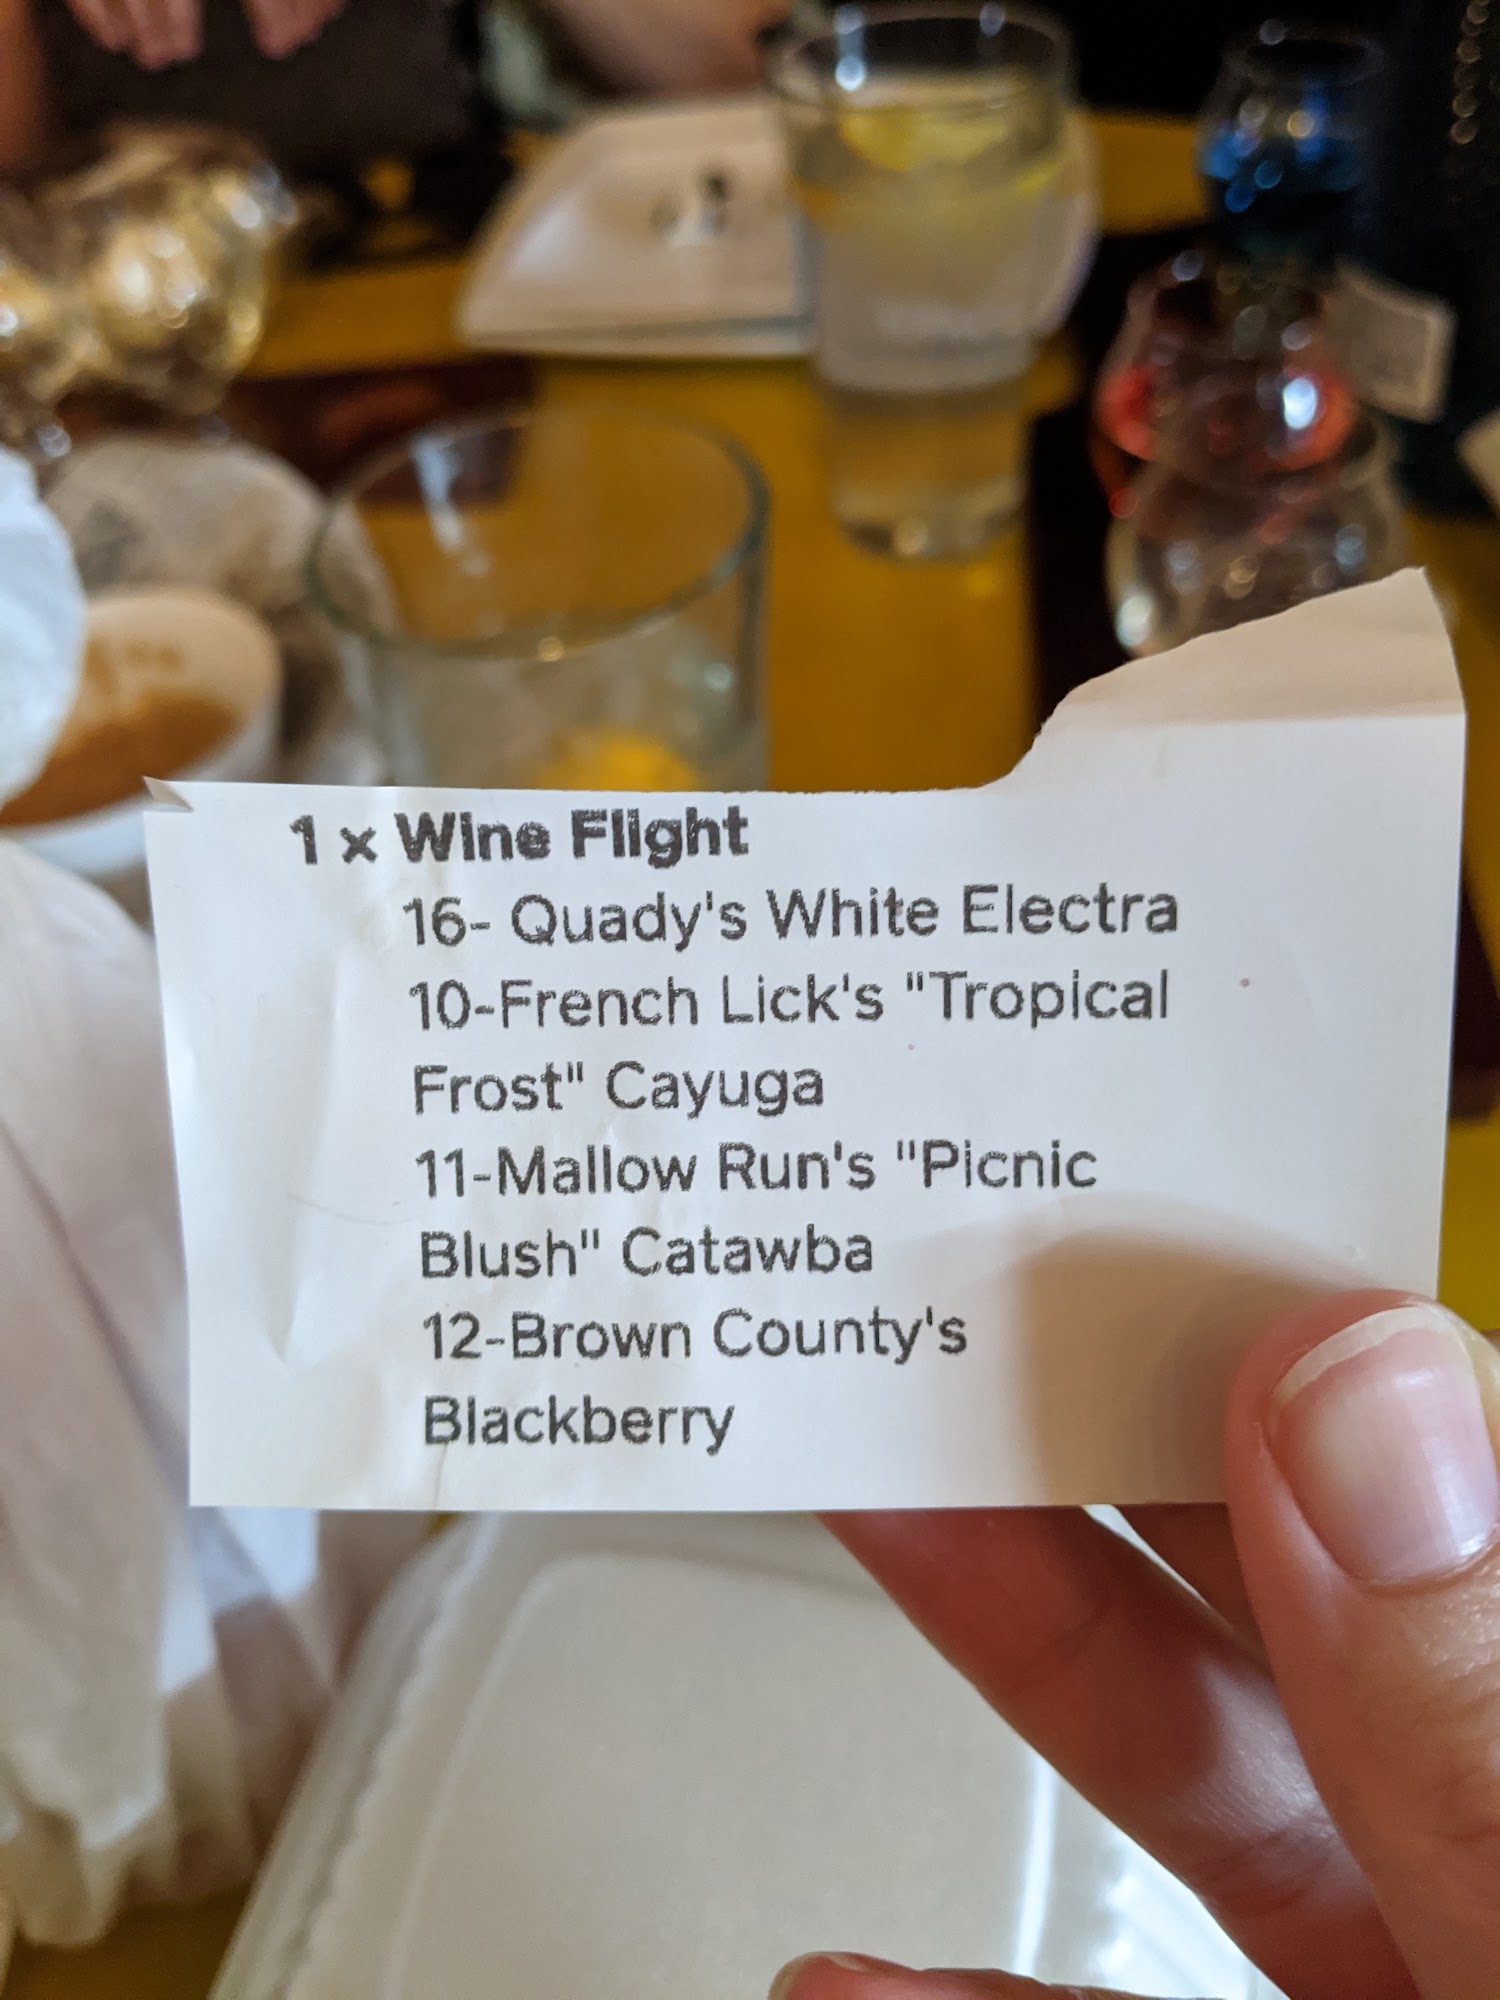 1 x Wine Flight
16- Quady's White Electra
10-French Lick's "Tropical
Frost" Cayuga
11-Mallow Run's "Picnic
Blush" Catawba
12-Brown County's
Blackberry